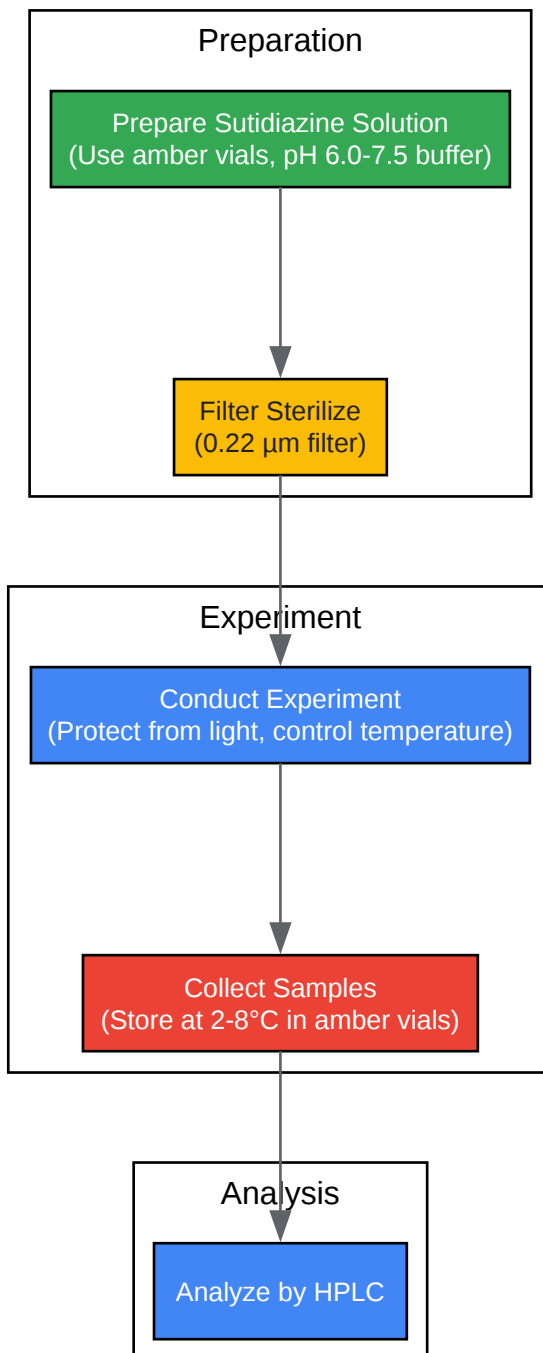 Preparation
Prepare Sutidiazine Solution
(Use amber vials, pH 6.0-7.5 buffer)
Filter Sterilize
(0.22 µm filter)
Experiment
Conduct Experiment
(Protect from light, control temperature)
Collect Samples
(Store at 2-8°C in amber vials)
Analysis
Analyze by HPLC